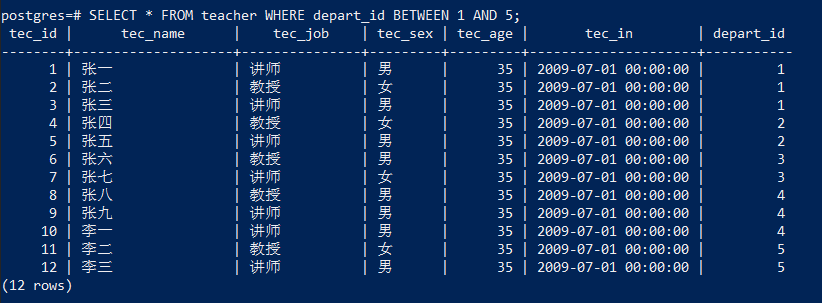 postgres=# SELECT * FROM teacher WHERE depart_id BETWEEN 1 AND 5;
 tec_id |      tec_name      |  tec_job   | tec_sex | tec_age |       tec_in        | depart_id
--------+--------------------+------------+---------+---------+---------------------+-----------
      1 | 张一               | 讲师       | 男      |      35 | 2009-07-01 00:00:00 |         1
      2 | 张二               | 教授       | 女      |      35 | 2009-07-01 00:00:00 |         1
      3 | 张三               | 讲师       | 男      |      35 | 2009-07-01 00:00:00 |         1
      4 | 张四               | 教授       | 女      |      35 | 2009-07-01 00:00:00 |         2
      5 | 张五               | 讲师       | 男      |      35 | 2009-07-01 00:00:00 |         2
      6 | 张六               | 教授       | 男      |      35 | 2009-07-01 00:00:00 |         3
      7 | 张七               | 讲师       | 女      |      35 | 2009-07-01 00:00:00 |         3
      8 | 张八               | 教授       | 男      |      35 | 2009-07-01 00:00:00 |         4
      9 | 张九               | 讲师       | 男      |      35 | 2009-07-01 00:00:00 |         4
     10 | 李一               | 讲师       | 男      |      35 | 2009-07-01 00:00:00 |         4
     11 | 李二               | 教授       | 女      |      35 | 2009-07-01 00:00:00 |         5
     12 | 李三               | 讲师       | 男      |      35 | 2009-07-01 00:00:00 |         5
(12 rows)